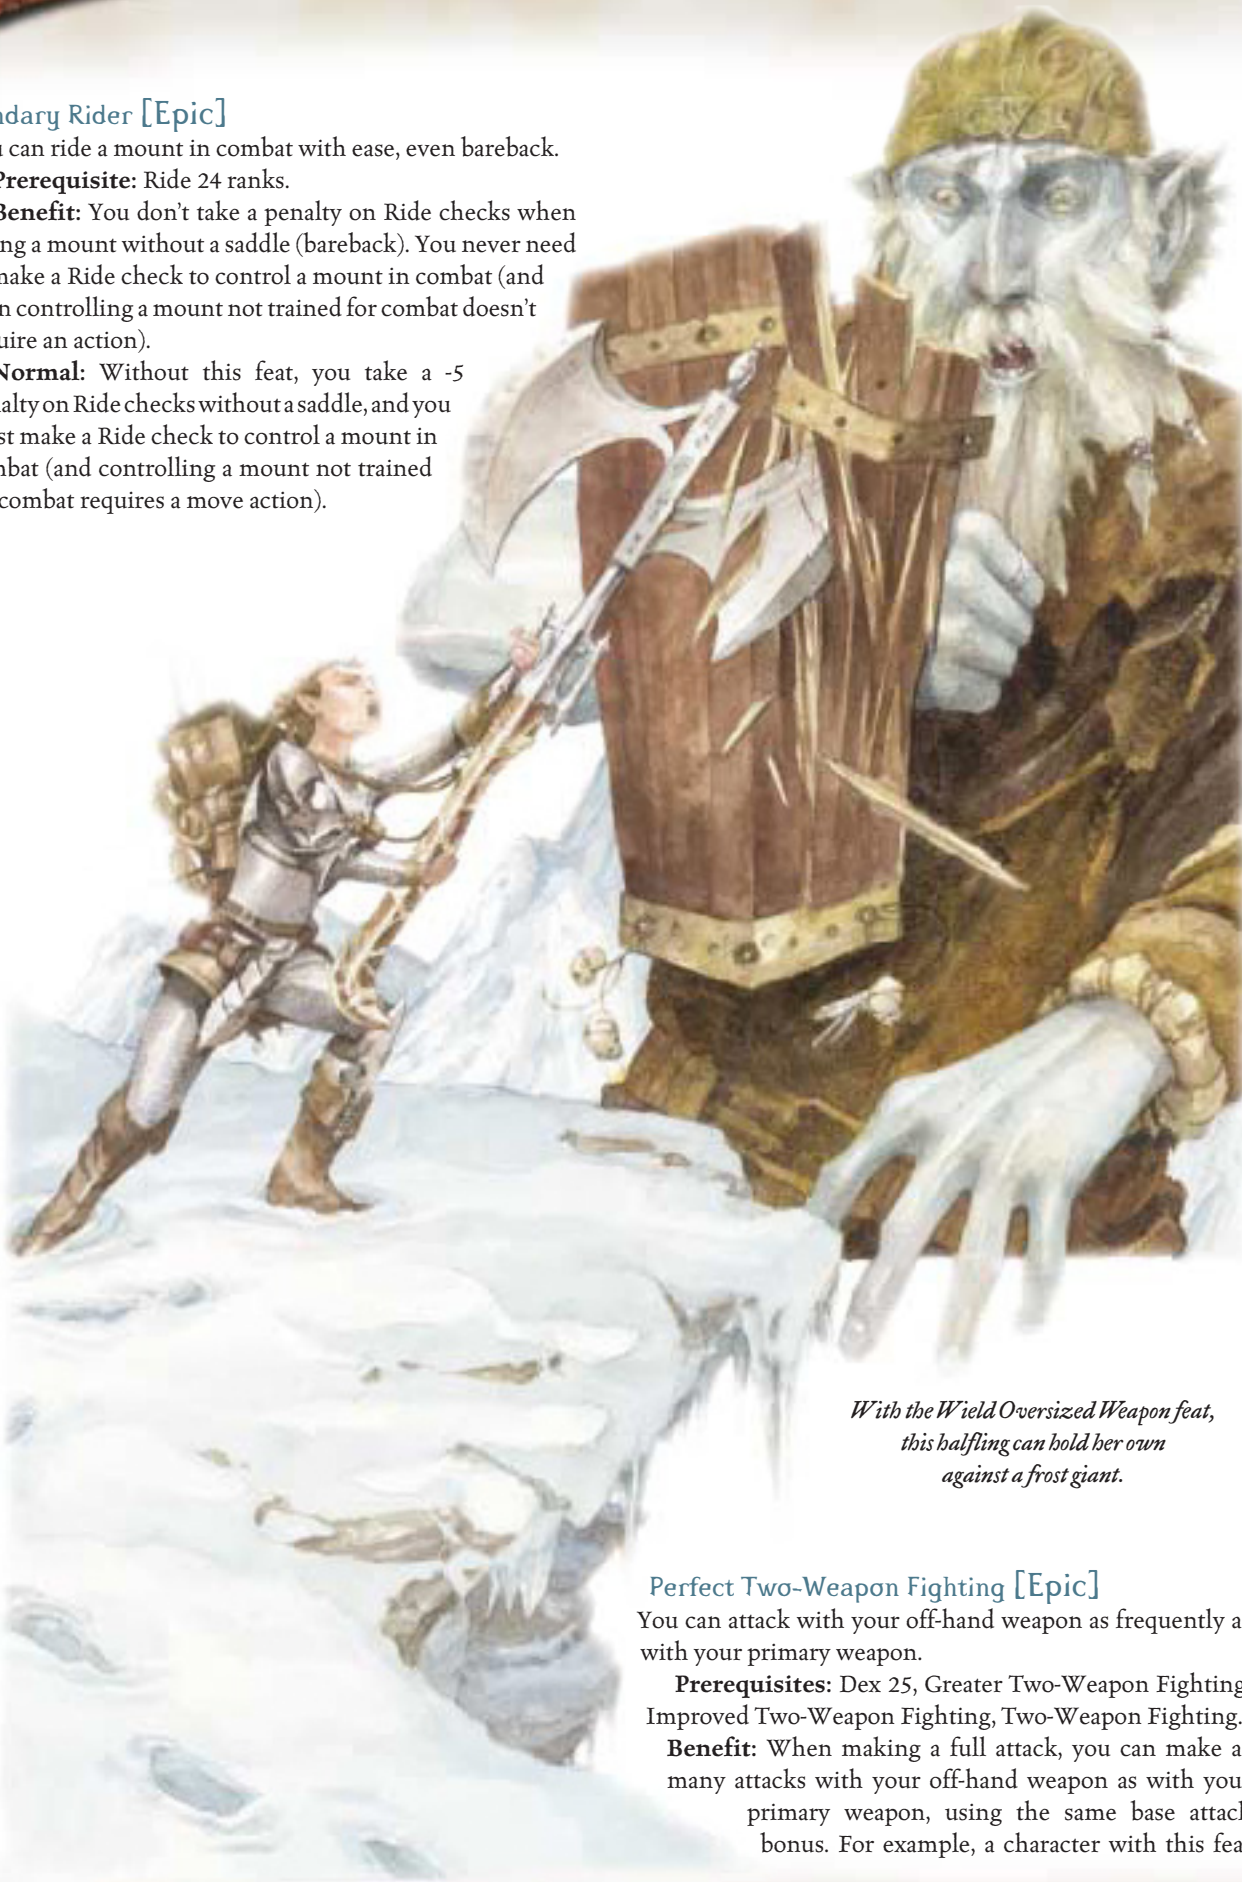 ndary Rider [Epic]
u can ride a mount in combat with ease, even bareback.
Prerequisite: Ride 24 ranks.
Benefit: You don't take a penalty on Ride checks when
ng a mount without a saddle (bareback). You never need
make a Ride check to control a mount in combat (and
n controlling a mount not trained for combat doesn't
uire an action).
Normal: Without this feat, you take a -5
alty on Ride checks without a saddle, and you
st make a Ride check to control a mount in
nbat (and controlling a mount not trained
combat requires a move action).
With the Wield Oversized Weapon feat,
this halfling can hold her own
against a frost giant.
Perfect Two-Weapon Fighting [Epic]
You can attack with your off-hand weapon as frequently a
with your primary weapon.
Prerequisites: Dex 25, Greater Two-Weapon Fighting
Improved Two-Weapon Fighting, Two-Weapon Fighting.
Benefit: When making a full attack, you can make a
many attacks with your off-hand weapon as with you
primary weapon, using the same base attac
bonus. For example, a character with this fea